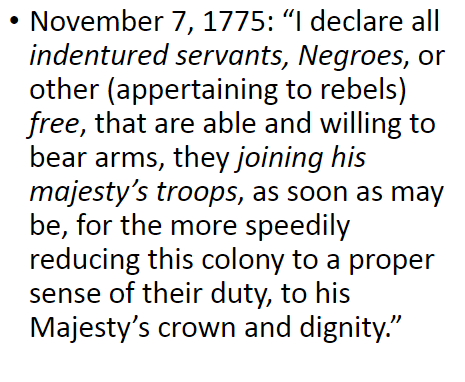 • November 7, 1775: “I declare all
indentured servants, Negroes, or
other (appertaining to rebels)
free, that are able and willing to
bear arms, they joining his
majesty’s troops, as soon as may
be, for the more speedily
reducing this colony to a proper
sense of their duty, to his
Majesty’s crown and dignity.”